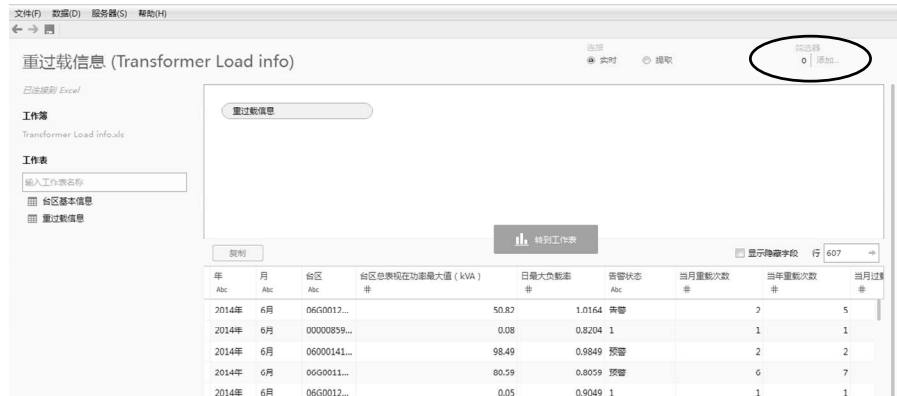 文件(F) 数据(D) 服务器(S) 帮助(H)
重过载信息 (Transformer Load info)
连接
实时 提取
筛选器
0 添加...
已连接到 Excel
工作簿
Transformer Load info.xls
工作表
输入工作表名称
台区基本信息
重过载信息
重过载信息
转到工作表
复制
显示隐藏字段 行 607
年 月 台区 台区总表视在功率最大值(kVA) 日最大负载率 告警状态 当月重载次数 当年重载次数 当月过载
Abc Abc Abc # # Abc # # #
2014年 6月 06G0012... 50.82 1.0164 告警 2 5
2014年 6月 00000859... 0.08 0.8204 1 1 1
2014年 6月 06000141... 98.49 0.9849 预警 2 2
2014年 6月 06G0011... 80.59 0.8059 预警 6 7
2014年 6月 06G0012... 0.05 0.9049 1 1 1